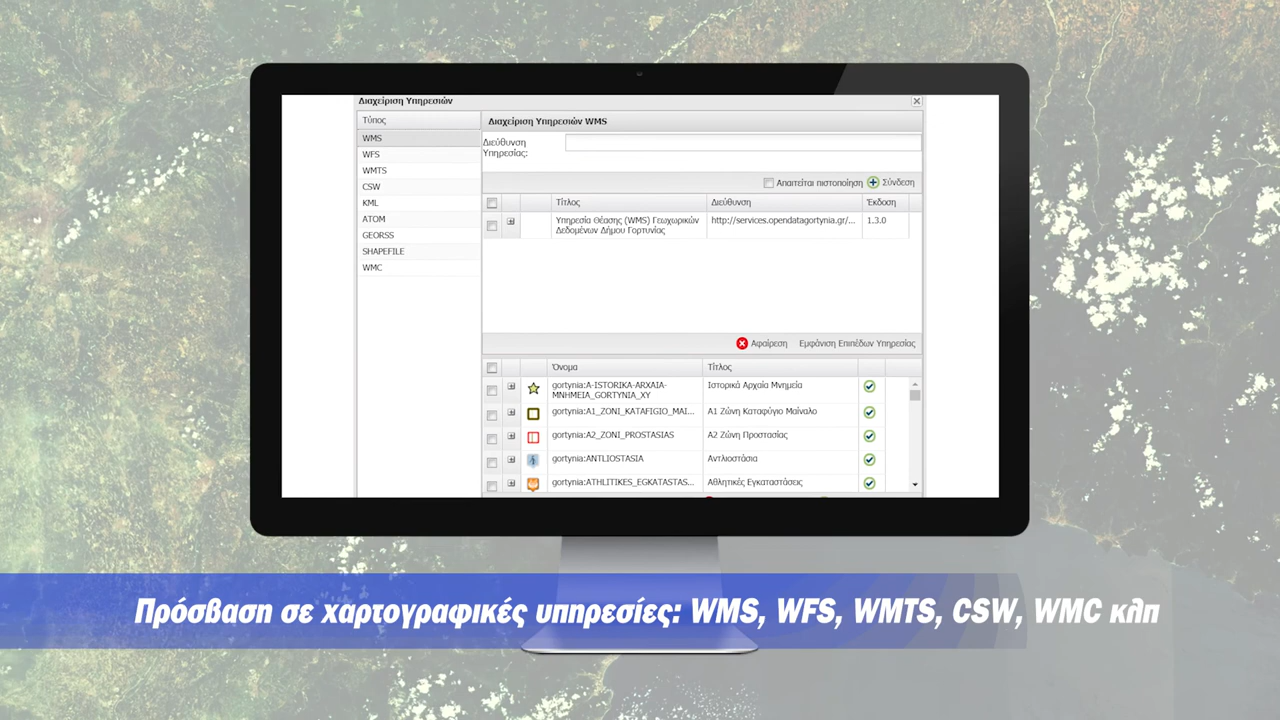 Διαχείριση Υπηρεσιών
Τύπος
WMS
WFS
WMTS
CSW
KML
ATOM
GEORSS
SHAPEFILE
WMC
Διαχείριση Υπηρεσιών WMS
Διεύθυνση
Υπηρεσίας:
Απαιτείται πιστοποίηση Σύνδεση
Τίτλος Διεύθυνση Έκδοση
Υπηρεσία Θέασης (WMS) Γεωχωρικών http://services.opendatagortynia.gr/... 1.3.0
Δεδομένων Δήμου Γορτυνίας
Αφαίρεση Εμφάνιση Επιπέδων Υπηρεσίας
Όνομα Τίτλος
gortynia:A-ISTORIKA-ARXAIA- Ιστορικά Αρχαία Μνημεία
MNHMEIA_GORTYNIA_XY
gortynia:A1_ZONI_KATAFIGIO_MAI... Α1 Ζώνη Καταφύγιο Μαίναλο
gortynia:A2_ZONI_PROSTASIAS Α2 Ζώνη Προστασίας
gortynia:ANTLIOSTASIA Αντλιοστάσια
gortynia:ATHLITIKES_EGKATASTAS... Αθλητικές Εγκαταστάσεις
Πρόσβαση σε χαρτογραφικές υπηρεσίες: WMS, WFS, WMTS, CSW, WMC κλπ